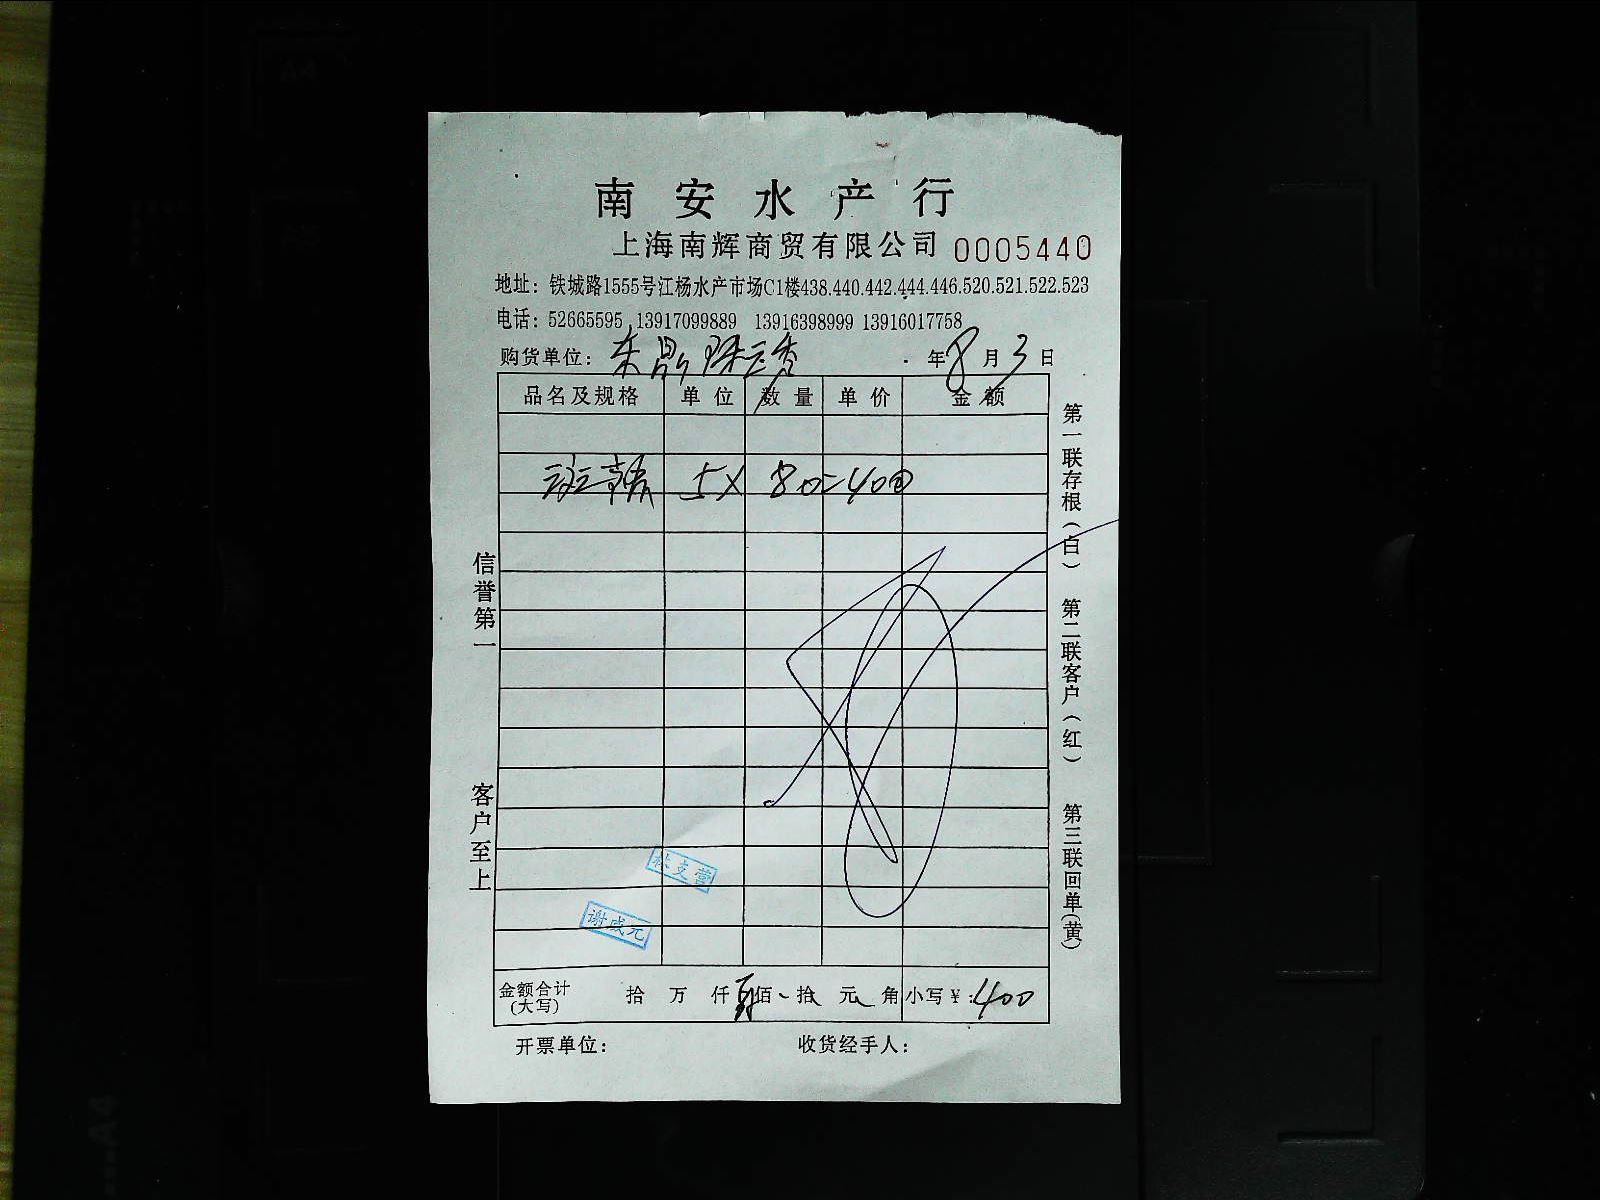 南安水产行
上海南辉商贸有限公司 0005440
地址：铁城路1555号江杨水产市场C1楼438.440.442.444.446.520.521.522.523
电话：52665595 13917099889 13916398999 13916017758
购货单位： 年8月3日
品名及规格 单位 数量 单价 金额
5X 80=400
信誉第一
客户至上
第一联存根（白） 第二联客户（红） 第三联回单（黄）
林文营
谢成元
金额合计（大写） 拾 万 仟 佰 拾 元 角 小写￥：400
开票单位： 收货经手人：